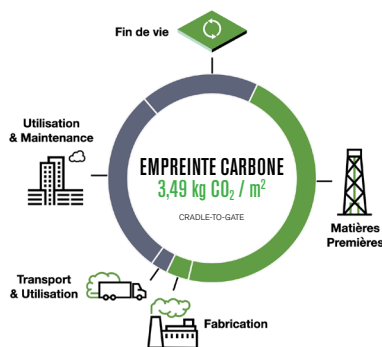 Fin de vie
Utilisation
& Maintenance
EMPREINTE CARBONE
3,49 kg CO₂ / m²
CRADLE-TO-GATE
Matières
Premières
Transport
& Utilisation
Fabrication